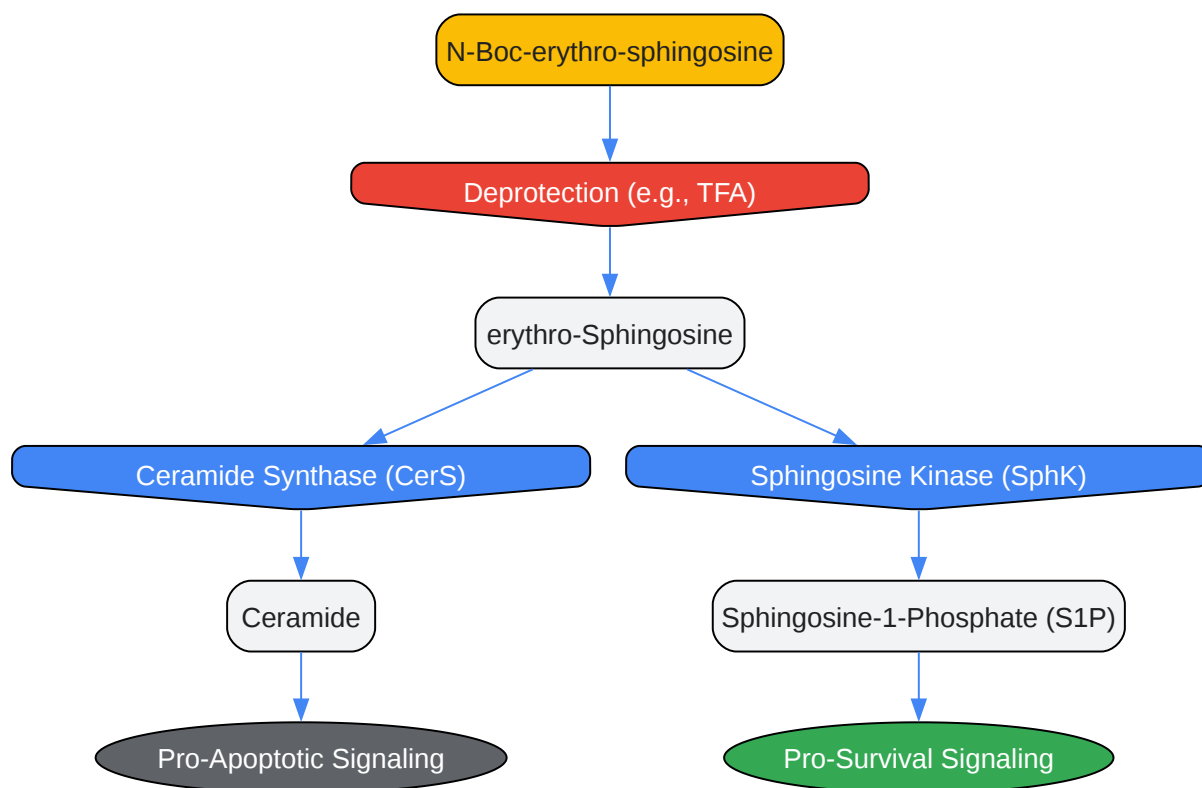 N-Boc-erythro-sphingosine
Deprotection (e.g., TFA)
erythro-Sphingosine
Ceramide Synthase (CerS)
Sphingosine Kinase (SphK)
Ceramide
Sphingosine-1-Phosphate (S1P)
Pro-Apoptotic Signaling
Pro-Survival Signaling